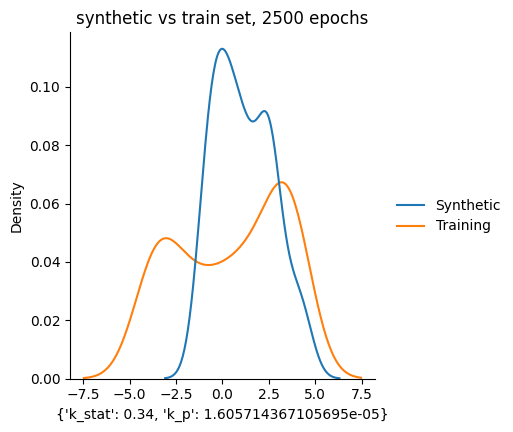 synthetic vs train set, 2500 epochs
Density
0.10
0.08
0.06
0.04
0.02
0.00
−7.5 −5.0 −2.5 0.0 2.5 5.0 7.5
{'k_stat': 0.34, 'k_p': 1.605714367105695e-05}
Synthetic
Training